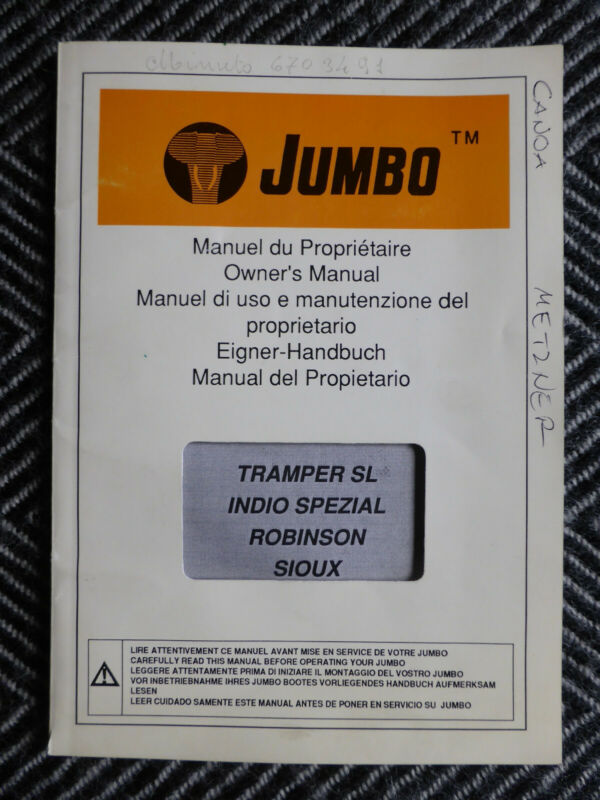 6703491
CANOA METZNER
JUMBO TM
Manuel du Propriétaire
Owner's Manual
Manuel di uso e manutenzione del
proprietario
Eigner-Handbuch
Manual del Propietario
TRAMPER SL
INDIO SPEZIAL
ROBINSON
SIOUX
LIRE ATTENTIVEMENT CE MANUEL AVANT MISE EN SERVICE DE VOTRE JUMBO
CAREFULLY READ THIS MANUAL BEFORE OPERATING YOUR JUMBO
LEGGERE ATTENTAMENTE PRIMA DI INIZIARE IL MONTAGGIO DEL VOSTRO JUMBO
VOR INBETRIEBNAHME IHRES JUMBO BOOTES VORLIEGENDES HANDBUCH AUFMERKSAM
LESEN
LEER CUIDADO SAMENTE ESTE MANUAL ANTES DE PONER EN SERVICIO SU JUMBO